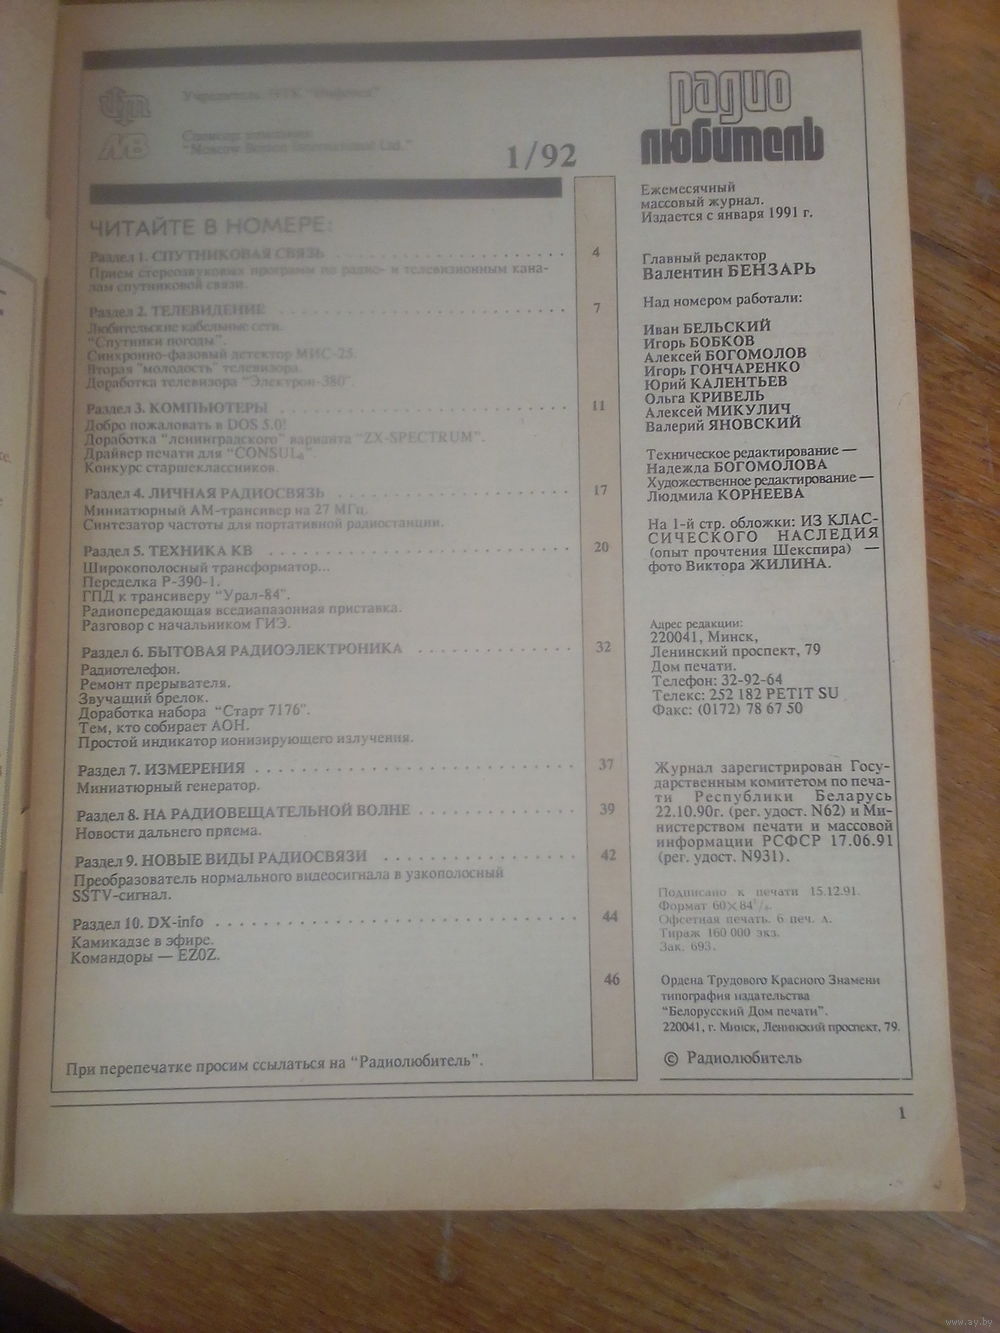 Учредитель
Спонсор компания
"Moscow Boston International Ltd."
1/92
ЧИТАЙТЕ В НОМЕРЕ:
Раздел 1. СПУТНИКОВАЯ СВЯЗЬ 4
Прием стереозвуковых программ по радио- и телевизионным кана-
лам спутниковой связи.
Раздел 2. ТЕЛЕВИДЕНИЕ 7
Любительские кабельные сети.
"Спутники погоды".
Синхронно-фазовый детектор МИС-25.
Вторая "молодость" телевизора.
Доработка телевизора "Электрон-380".
Раздел 3. КОМПЬЮТЕРЫ 11
Добро пожаловать в DOS 5.0!
Доработка "ленинградского" варианта "ZX-SPECTRUM".
Драйвер печати для "CONSUL".
Конкурс старшеклассников.
Раздел 4. ЛИЧНАЯ РАДИОСВЯЗЬ 17
Миниатюрный АМ-трансивер на 27 МГц.
Синтезатор частоты для портативной радиостанции.
Раздел 5. ТЕХНИКА КВ 20
Широкополосный трансформатор...
Переделка Р-390-1.
ГПД к трансиверу "Урал-84".
Радиопередающая вседиапазонная приставка.
Разговор с начальником ГИЭ.
Раздел 6. БЫТОВАЯ РАДИОЭЛЕКТРОНИКА 32
Радиотелефон.
Ремонт прерывателя.
Звучащий брелок.
Доработка набора "Старт 7176".
Тем, кто собирает АОН.
Простой индикатор ионизирующего излучения.
Раздел 7. ИЗМЕРЕНИЯ 37
Миниатюрный генератор.
Раздел 8. НА РАДИОВЕЩАТЕЛЬНОЙ ВОЛНЕ 39
Новости дальнего приема.
Раздел 9. НОВЫЕ ВИДЫ РАДИОСВЯЗИ 42
Преобразователь нормального видеосигнала в узкополосный
SSTV-сигнал.
Раздел 10. DX-info 44
Камикадзе в эфире.
Командоры — EZ0Z.
46
При перепечатке просим ссылаться на "Радиолюбитель".
Радио
любитель
Ежемесячный
массовый журнал.
Издается с января 1991 г.
Главный редактор
Валентин БЕНЗАРЬ
Над номером работали:
Иван БЕЛЬСКИЙ
Игорь БОБКОВ
Алексей БОГОМОЛОВ
Игорь ГОНЧАРЕНКО
Юрий КАЛЕНТЬЕВ
Ольга КРИВЕЛЬ
Алексей МИКУЛИЧ
Валерий ЯНОВСКИЙ
Техническое редактирование —
Надежда БОГОМОЛОВА
Художественное редактирование —
Людмила КОРНЕЕВА
На 1-й стр. обложки: ИЗ КЛАС-
СИЧЕСКОГО НАСЛЕДИЯ
(опыт прочтения Шекспира) —
фото Виктора ЖИЛИНА.
Адрес редакции:
220041, Минск,
Ленинский проспект, 79
Дом печати.
Телефон: 32-92-64
Телекс: 252 182 PETIT SU
Факс: (0172) 78 67 50
Журнал зарегистрирован Госу-
дарственным комитетом по печа-
ти Республики Беларусь
22.10.90г. (рег. удост. N62) и Ми-
нистерством печати и массовой
информации РСФСР 17.06.91
(рег. удост. N931).
Подписано к печати 15.12.91.
Формат 60×84
Офсетная печать. 6 печ. л.
Тираж 160 000 экз.
Зак. 693.
Ордена Трудового Красного Знамени
типография издательства
"Белорусский Дом печати".
220041, г. Минск, Ленинский проспект, 79.
© Радиолюбитель
1
www.ay.by